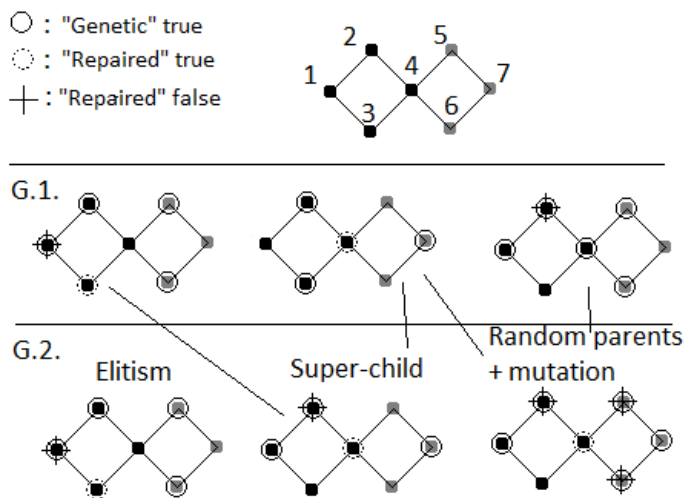 : "Genetic" true
: "Repaired" true
: "Repaired" false
1 2 3 4 5 6 7
G.1.
G.2.
Elitism
Super-child
Random parents
+ mutation